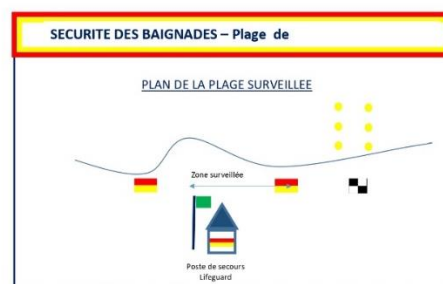 SECURITE DES BAIGNADES – Plage de
PLAN DE LA PLAGE SURVEILLEE
Zone surveillée
Poste de secours
Lifeguard